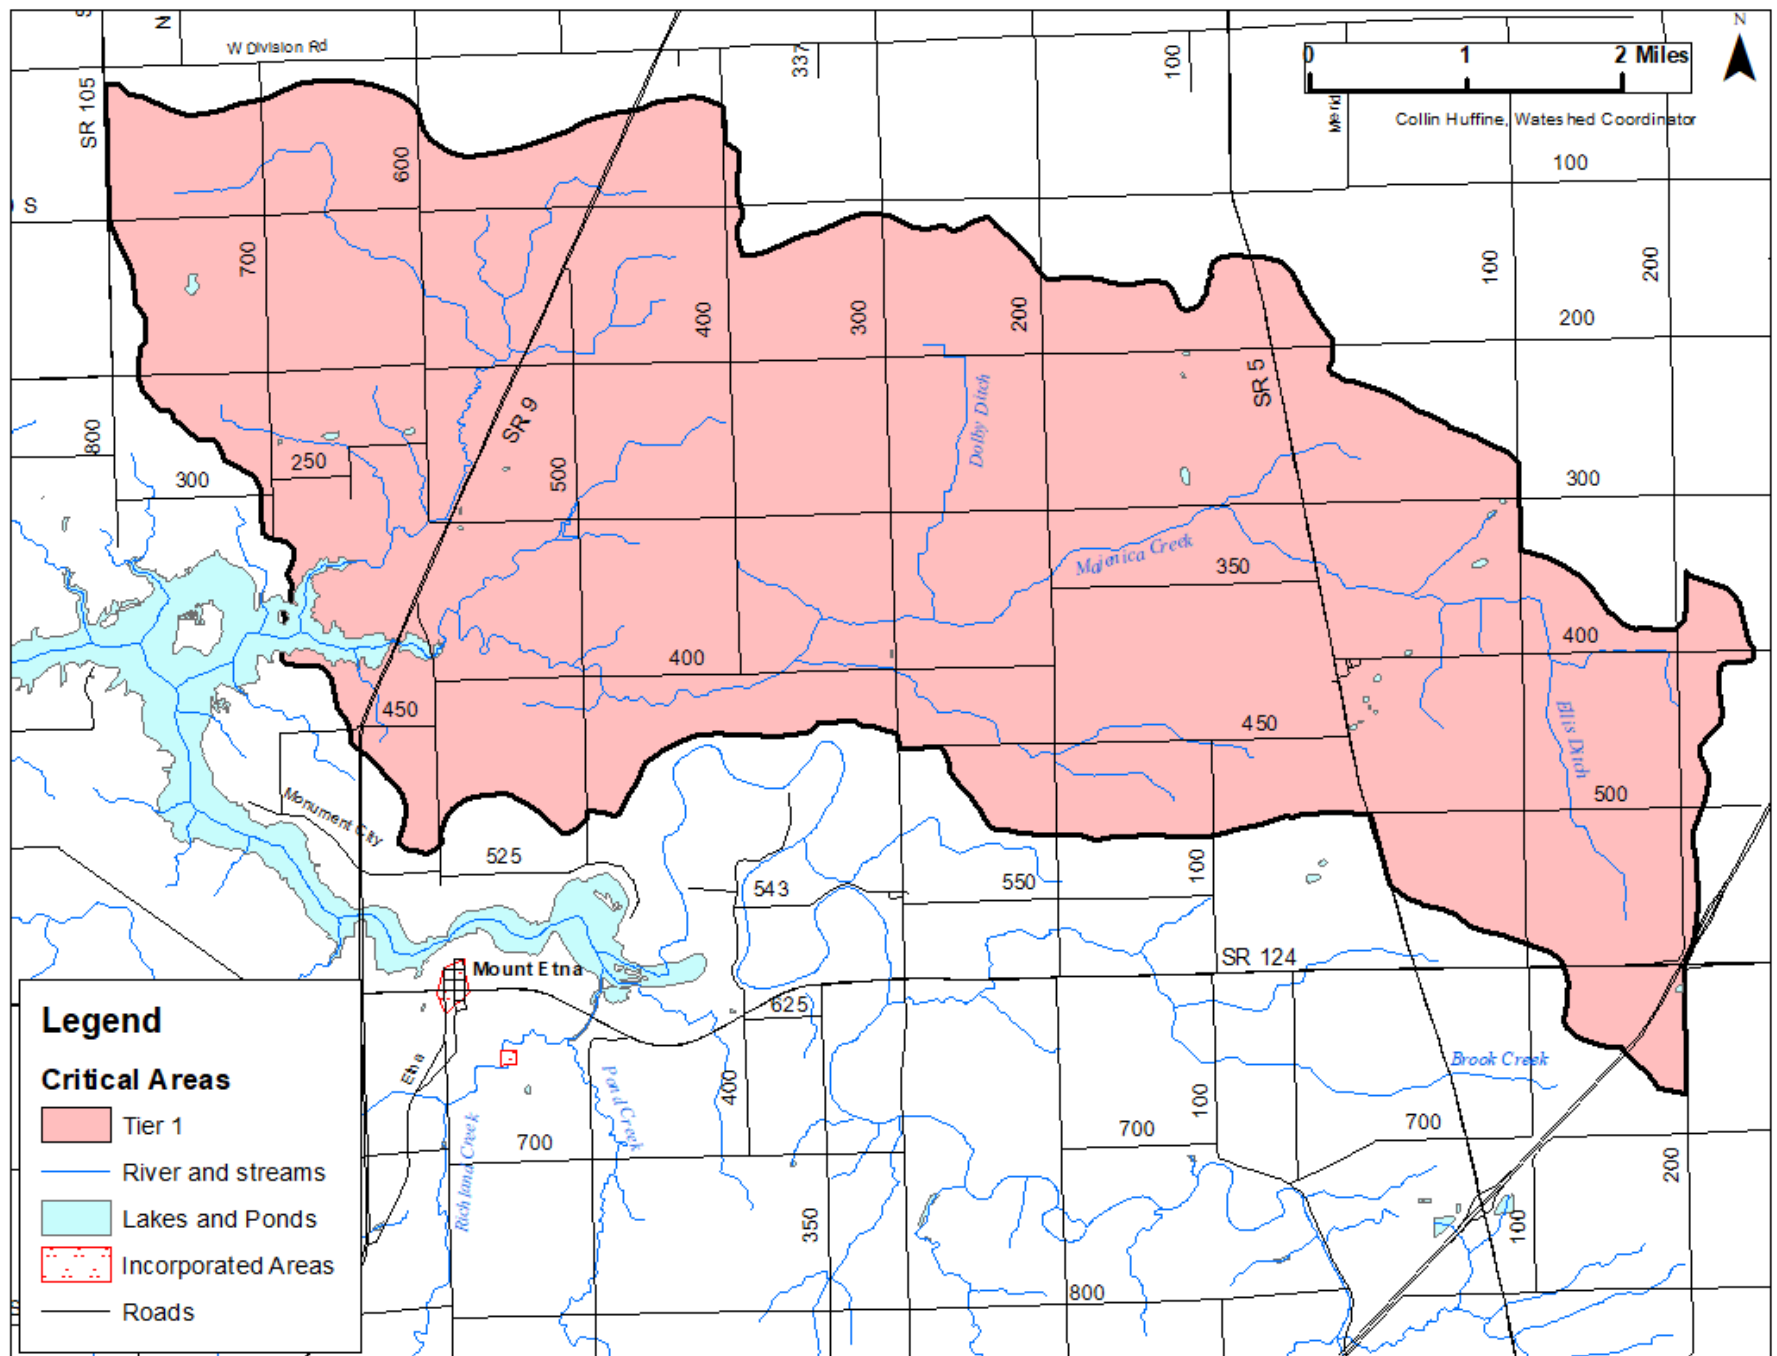 N
W Division Rd
337
100
0 1 2 Miles
N
SR 105
Merid
Collin Huffine, Wateshed Coordinator
600
100
S
700
100
200
400
300
200
200
SR 5
SR 9
Dolby Ditch
800
250
500
300
300
Majenica Creek
350
400
400
450
450
Ellis Ditch
500
Monument City
525
100
543
550
Mount Etna
SR 124
625
Etna
Pond Creek
400
100
Brook Creek
Richland Creek
700
700
700
200
350
100
800
Legend
Critical Areas
Tier 1
River and streams
Lakes and Ponds
Incorporated Areas
Roads